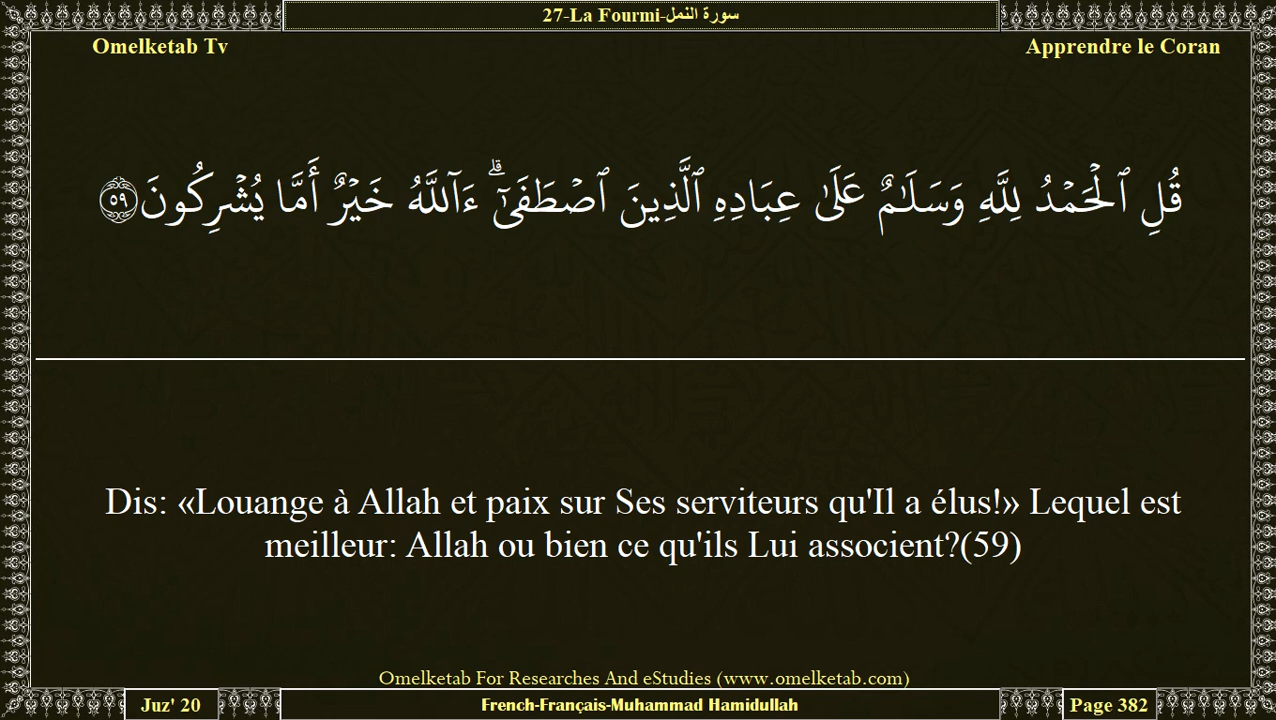 27-La Fourmi-سورة النمل
Omelketab Tv
Apprendre le Coran
قُلِ ٱلْحَمْدُ لِلَّهِ وَسَلَـٰمٌ عَلَىٰ عِبَادِهِ ٱلَّذِينَ ٱصْطَفَىٰٓ ۗ ءَآللَّهُ خَيْرٌ أَمَّا يُشْرِكُونَ ٥٩
Dis: «Louange à Allah et paix sur Ses serviteurs qu'Il a élus!» Lequel est
meilleur: Allah ou bien ce qu'ils Lui associent?(59)
Omelketab For Researches And eStudies (www.omelketab.com)
Juz' 20
French-Français-Muhammad Hamidullah
Page 382